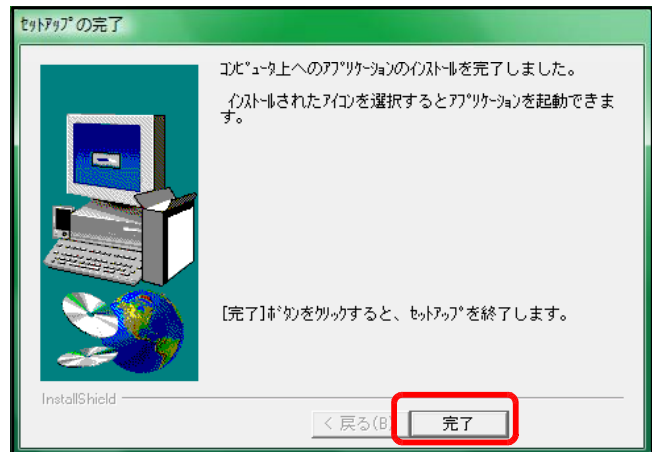 ｾｯﾄｱｯﾌﾟの完了
ｺﾝﾋﾟｭｰﾀ上へのｱﾌﾟﾘｹｰｼｮﾝのｲﾝｽﾄｰﾙを完了しました。
ｲﾝｽﾄｰﾙされたｱｲｺﾝを選択するとｱﾌﾟﾘｹｰｼｮﾝを起動できま
す。
[完了]ﾎﾞﾀﾝをｸﾘｯｸすると、ｾｯﾄｱｯﾌﾟを終了します。
InstallShield
< 戻る(B)
完了